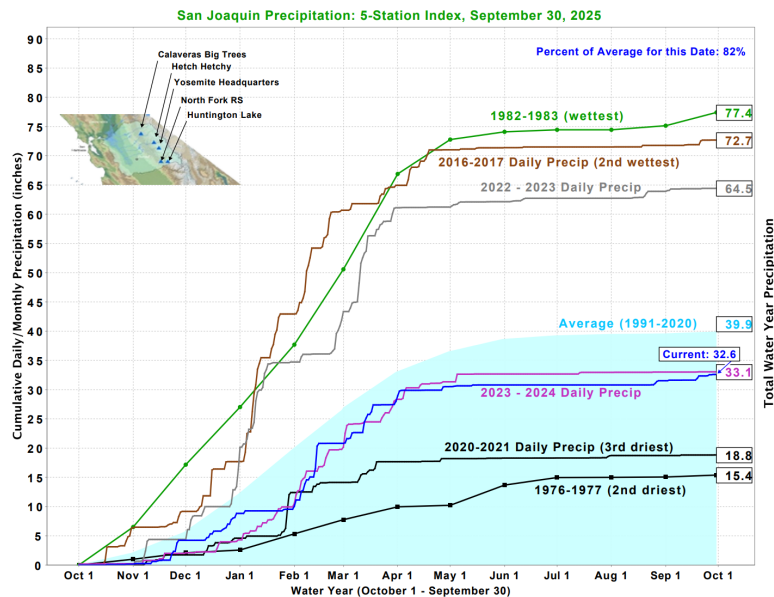 San Joaquin Precipitation: 5-Station Index, September 30, 2025
Percent of Average for this Date: 82%
Calaveras Big Trees
Hetch Hetchy
Yosemite Headquarters
North Fork RS
Huntington Lake
1982-1983 (wettest)
77.4
72.7
2016-2017 Daily Precip (2nd wettest)
2022 - 2023 Daily Precip
64.5
Average (1991-2020)
39.9
Current: 32.6
33.1
2023 - 2024 Daily Precip
2020-2021 Daily Precip (3rd driest)
18.8
15.4
1976-1977 (2nd driest)
Cumulative Daily/Monthly Precipitation (inches)
Total Water Year Precipitation
90
85
80
75
70
65
60
55
50
45
40
35
30
25
20
15
10
5
0
Oct 1 Nov 1 Dec 1 Jan 1 Feb 1 Mar 1 Apr 1 May 1 Jun 1 Jul 1 Aug 1 Sep 1 Oct 1
Water Year (October 1 - September 30)